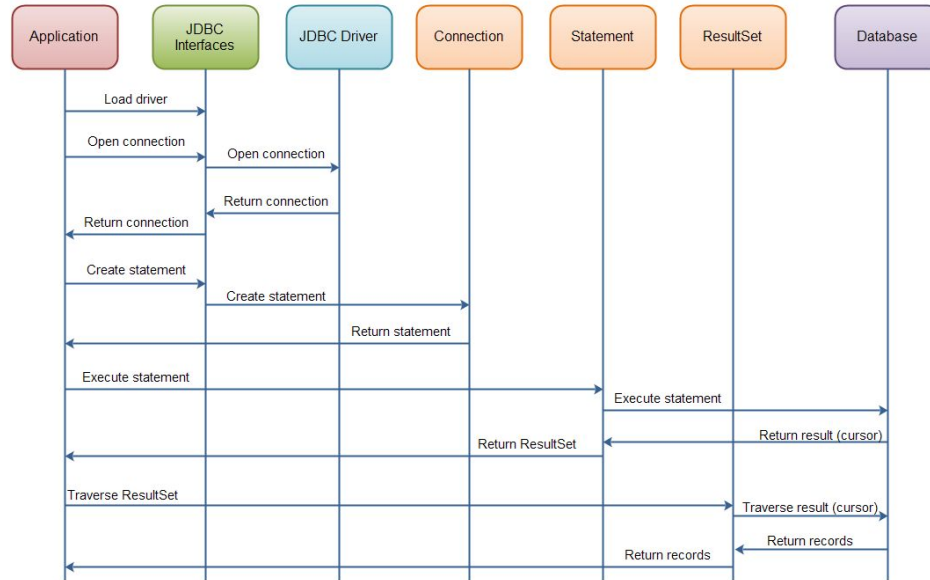 Application
JDBC
Interfaces
JDBC Driver
Connection
Statement
ResultSet
Database
Load driver
Open connection
Open connection
Return connection
Return connection
Create statement
Create statement
Return statement
Execute statement
Execute statement
Return result (cursor)
Return ResultSet
Traverse ResultSet
Traverse result (cursor)
Return records
Return records